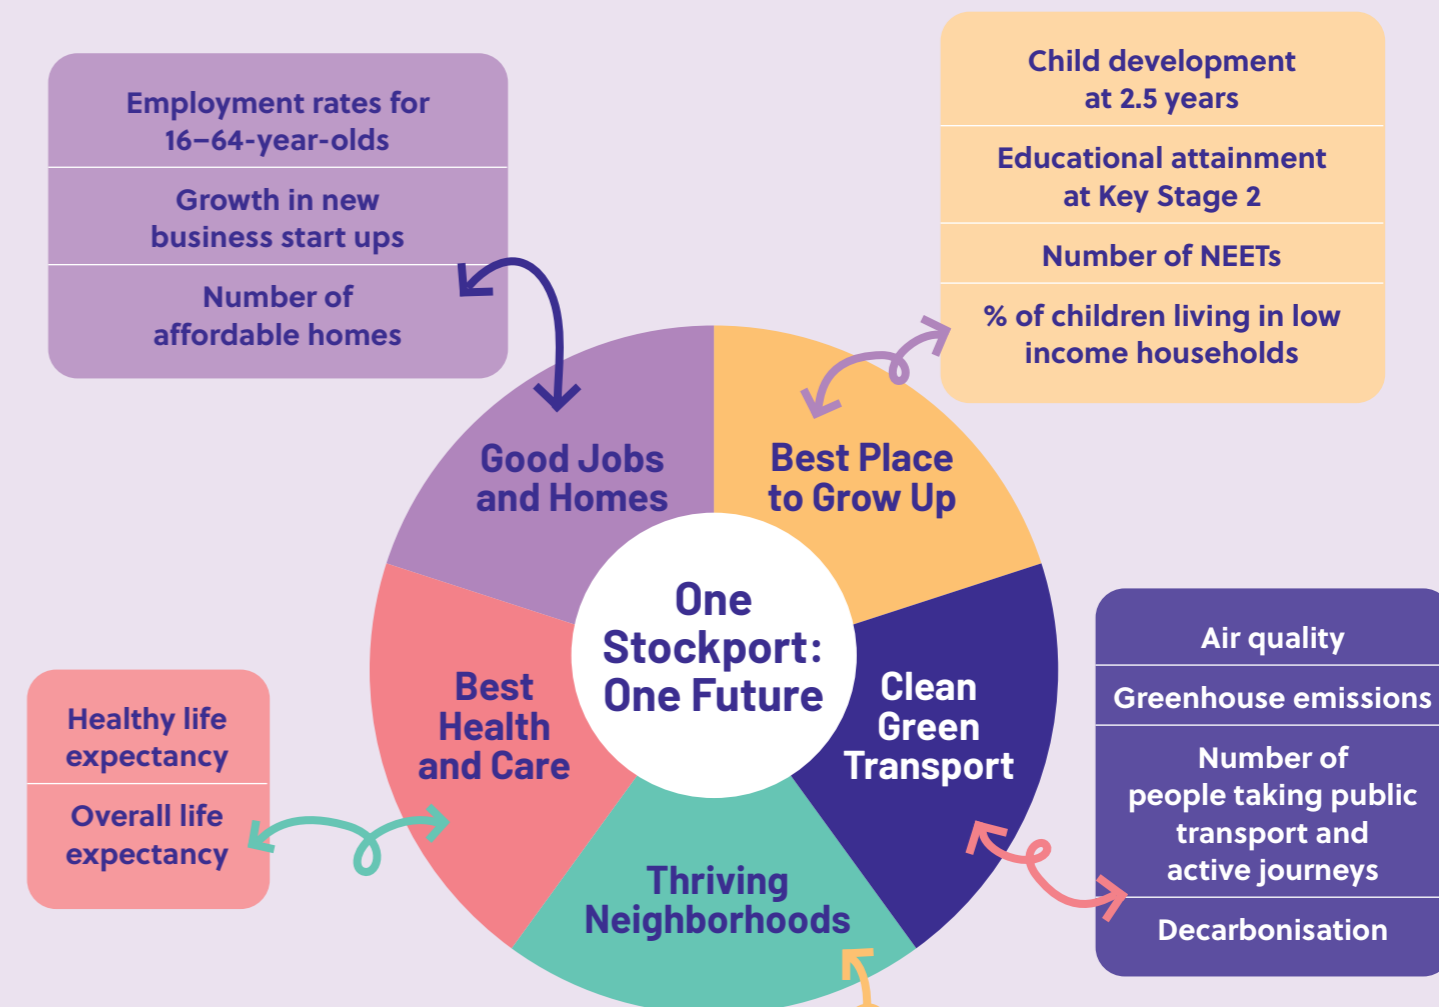 Employment rates for
16–64-year-olds
Growth in new
business start ups
Number of
affordable homes
Child development
at 2.5 years
Educational attainment
at Key Stage 2
Number of NEETs
% of children living in low
income households
Good Jobs
and Homes
Best Place
to Grow Up
One
Stockport:
One Future
Best
Health
and Care
Clean
Green
Transport
Thriving
Neighborhoods
Healthy life
expectancy
Overall life
expectancy
Air quality
Greenhouse emissions
Number of
people taking public
transport and
active journeys
Decarbonisation